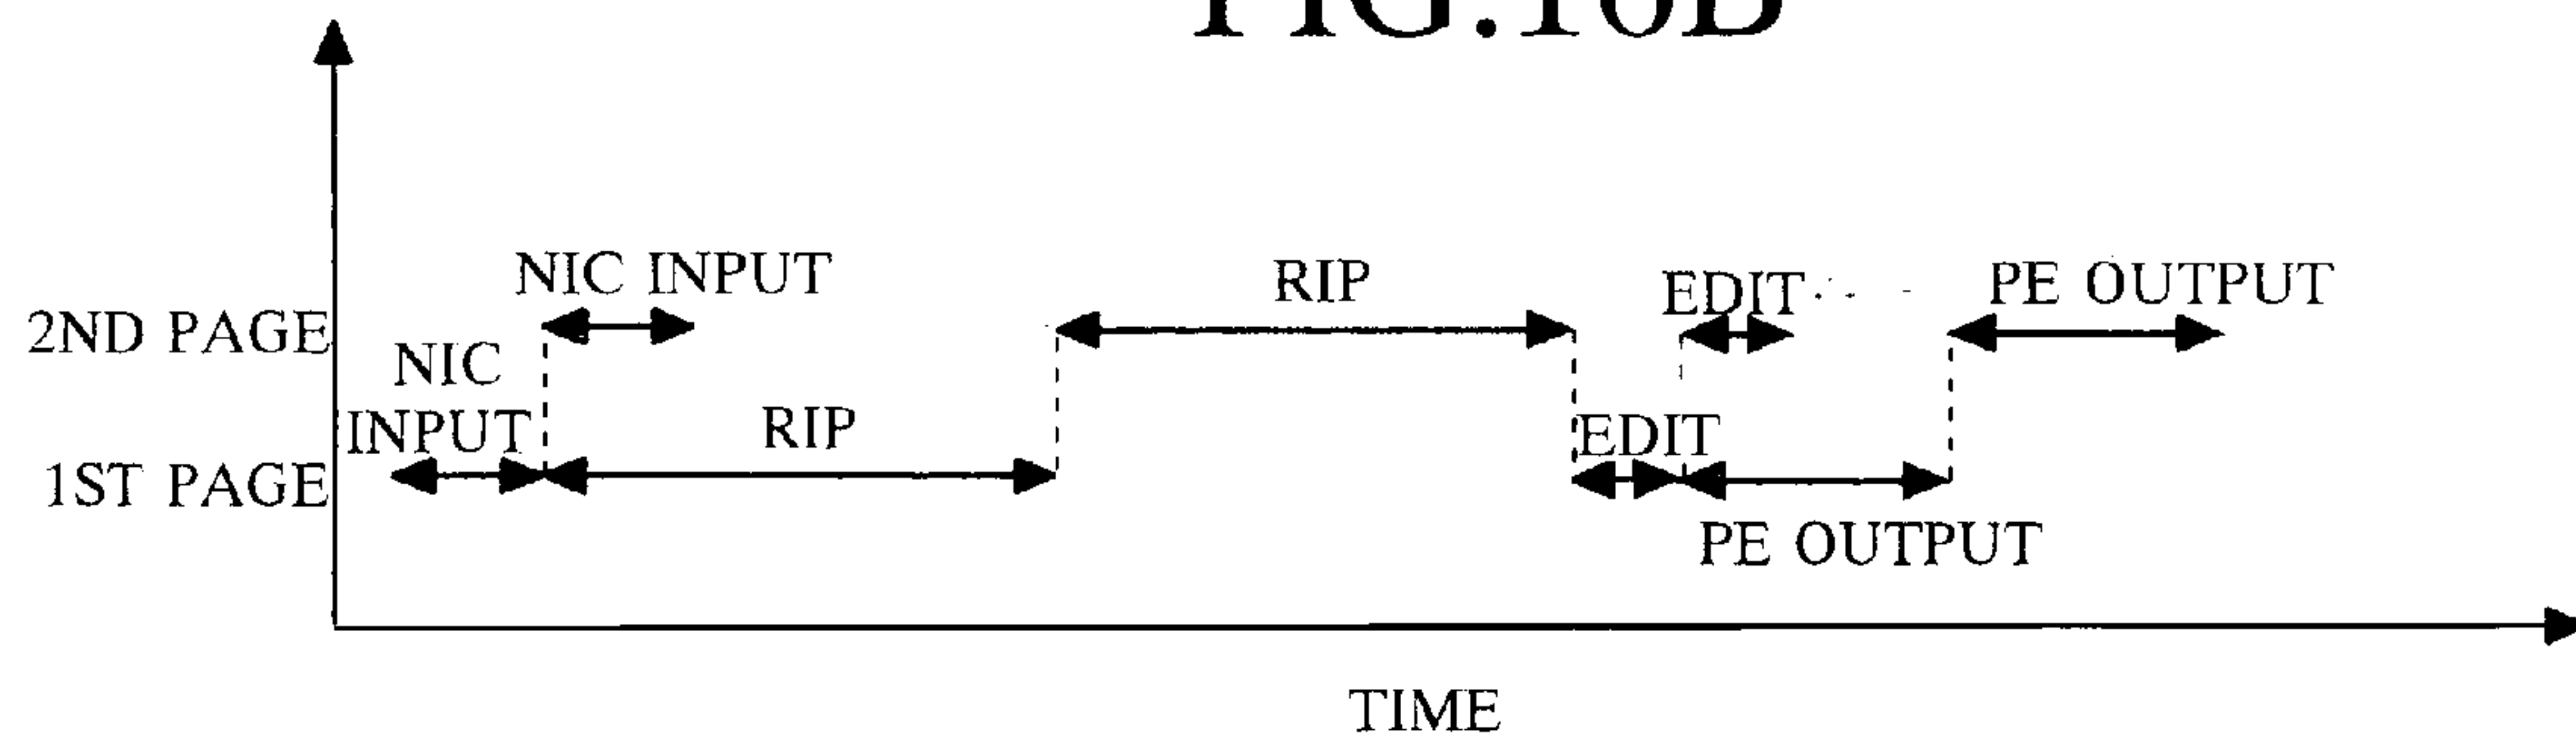 NIC INPUT
RIP
EDIT
PE OUTPUT
2ND PAGE
NIC
INPUT
RIP
EDIT
1ST PAGE
PE OUTPUT
TIME